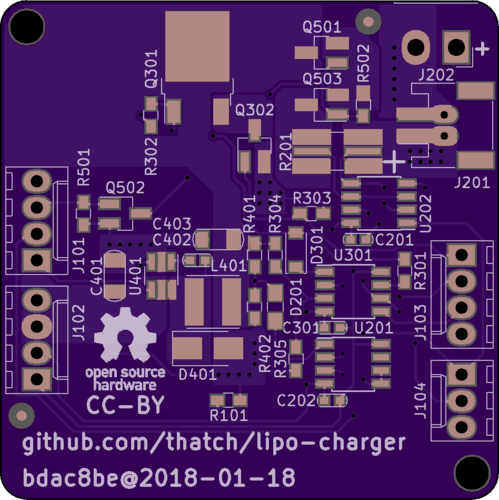 Q501
Q301
Q503
R502
J202
+
Q302
R302
R201
+
J201
R501
Q502
R303
U202
C403
C402
R401
R304
D301
C201
J101
C401
U401
L401
U301
R301
J102
D201
C301
U201
J103
open source
hardware
D401
R402
R305
J104
CC-BY
R101
C202
github.com/thatch/lipo-charger
bdac8be@2018-01-18